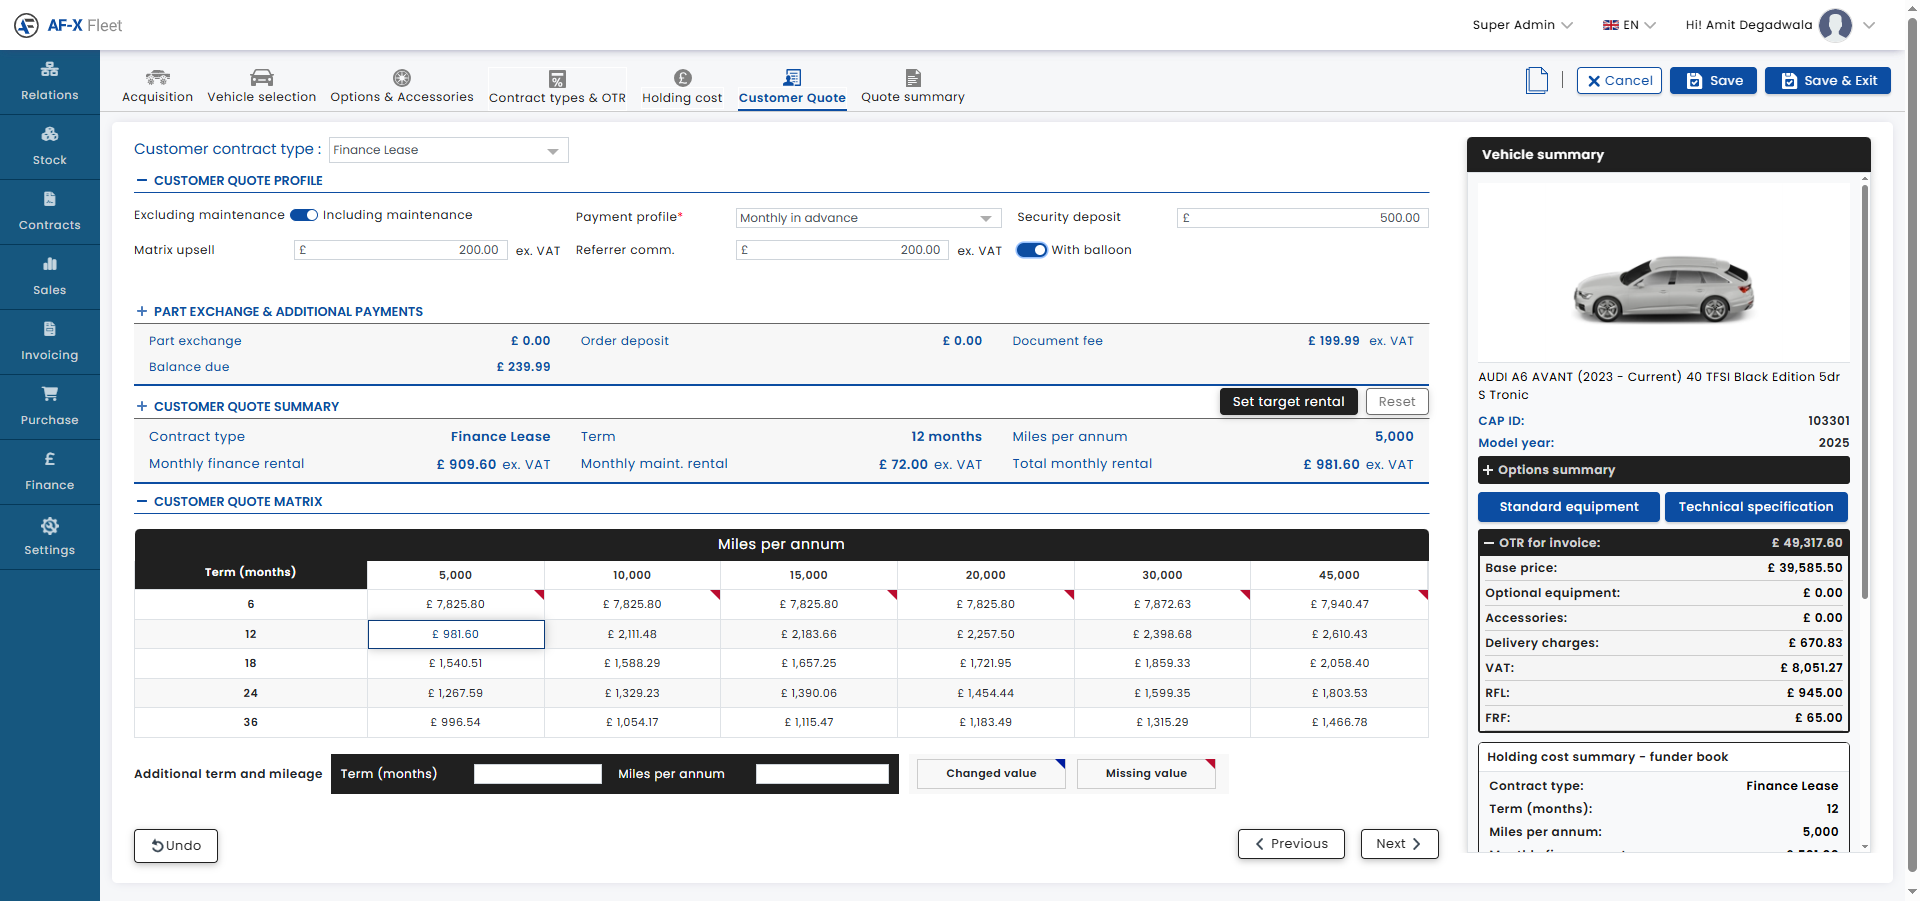 AF-X Fleet
Super Admin
EN
Hi! Amit Degadwala
Relations
Stock
Contracts
Sales
Invoicing
Purchase
£
Finance
Settings
Acquisition
Vehicle selection
Options & Accessories
Contract types & OTR
Holding cost
Customer Quote
Quote summary
Cancel
Save
Save & Exit
Customer contract type : Finance Lease
CUSTOMER QUOTE PROFILE
Excluding maintenance Including maintenance
Payment profile* Monthly in advance
Security deposit £ 500.00
Matrix upsell £ 200.00 ex. VAT
Referrer comm. £ 200.00 ex. VAT
With balloon
+ PART EXCHANGE & ADDITIONAL PAYMENTS
Part exchange £ 0.00 Order deposit £ 0.00 Document fee £ 199.99 ex. VAT
Balance due £ 239.99
+ CUSTOMER QUOTE SUMMARY
Set target rental Reset
Contract type Finance Lease Term 12 months Miles per annum 5,000
Monthly finance rental £ 909.60 ex. VAT Monthly maint. rental £ 72.00 ex. VAT Total monthly rental £ 981.60 ex. VAT
CUSTOMER QUOTE MATRIX
Miles per annum
Term (months) 5,000 10,000 15,000 20,000 30,000 45,000
6 £ 7,825.80 £ 7,825.80 £ 7,825.80 £ 7,825.80 £ 7,872.63 £ 7,940.47
12 £ 981.60 £ 2,111.48 £ 2,183.66 £ 2,257.50 £ 2,398.68 £ 2,610.43
18 £ 1,540.51 £ 1,588.29 £ 1,657.25 £ 1,721.95 £ 1,859.33 £ 2,058.40
24 £ 1,267.59 £ 1,329.23 £ 1,390.06 £ 1,454.44 £ 1,599.35 £ 1,803.53
36 £ 996.54 £ 1,054.17 £ 1,115.47 £ 1,183.49 £ 1,315.29 £ 1,466.78
Additional term and mileage Term (months) Miles per annum
Changed value Missing value
Undo
Previous
Next
Vehicle summary
AUDI A6 AVANT (2023 - Current) 40 TFSI Black Edition 5dr
S Tronic
CAP ID: 103301
Model year: 2025
+ Options summary
Standard equipment Technical specification
OTR for invoice: £ 49,317.60
Base price: £ 39,585.50
Optional equipment: £ 0.00
Accessories: £ 0.00
Delivery charges: £ 670.83
VAT: £ 8,051.27
RFL: £ 945.00
FRF: £ 65.00
Holding cost summary - funder book
Contract type: Finance Lease
Term (months): 12
Miles per annum: 5,000